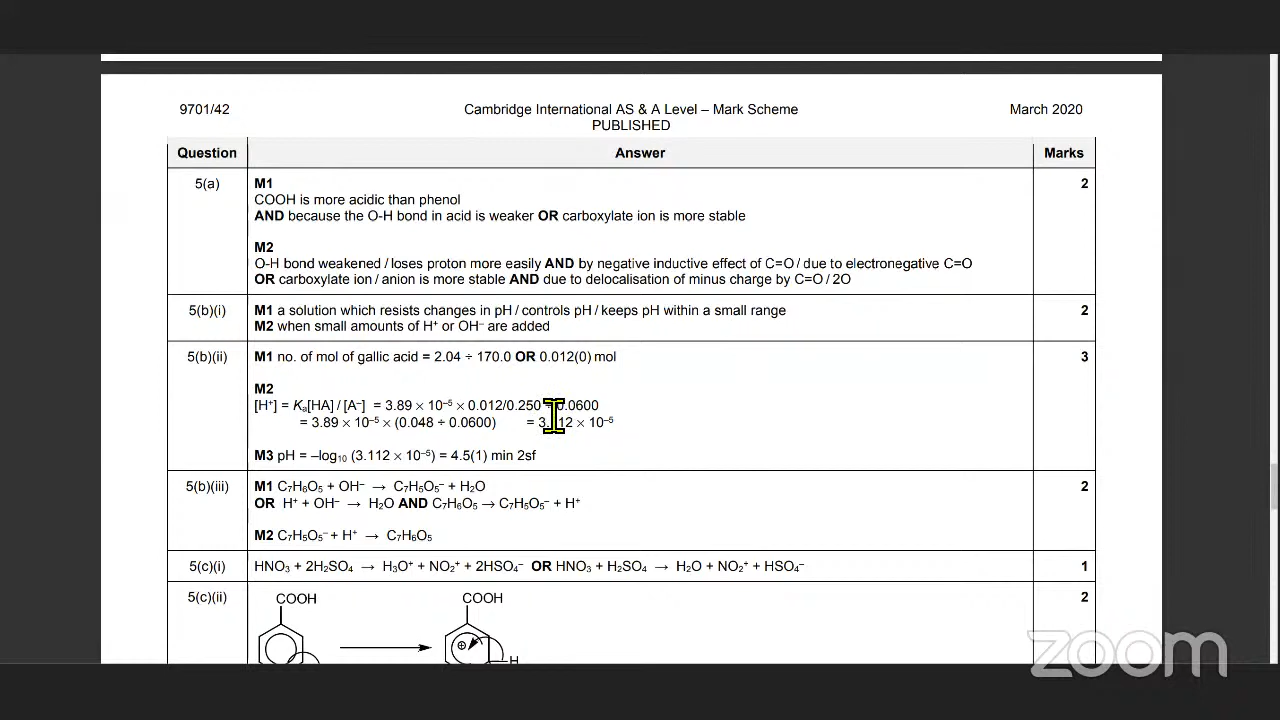 9701/42
Cambridge International AS & A Level – Mark Scheme
March 2020
PUBLISHED
Question
Answer
Marks
5(a)
M1
2
COOH is more acidic than phenol
AND because the O-H bond in acid is weaker OR carboxylate ion is more stable
M2
O-H bond weakened / loses proton more easily AND by negative inductive effect of C=O / due to electronegative C=O
OR carboxylate ion / anion is more stable AND due to delocalisation of minus charge by C=O / 2O
5(b)(i)
M1 a solution which resists changes in pH / controls pH / keeps pH within a small range
2
M2 when small amounts of H⁺ or OH⁻ are added
5(b)(ii)
M1 no. of mol of gallic acid = 2.04 ÷ 170.0 OR 0.012(0) mol
3
M2
[H⁺] = Kₐ[HA] / [A⁻] = 3.89 × 10⁻⁵ × 0.012/0.250 ÷ 0.0600
= 3.89 × 10⁻⁵ × (0.048 ÷ 0.0600) = 3.112 × 10⁻⁵
M3 pH = –log₁₀ (3.112 × 10⁻⁵) = 4.5(1) min 2sf
5(b)(iii)
M1 C₇H₆O₅ + OH⁻ → C₇H₅O₅⁻ + H₂O
2
OR H⁺ + OH⁻ → H₂O AND C₇H₆O₅ → C₇H₅O₅⁻ + H⁺
M2 C₇H₅O₅⁻ + H⁺ → C₇H₆O₅
5(c)(i)
HNO₃ + 2H₂SO₄ → H₃O⁺ + NO₂⁺ + 2HSO₄⁻ OR HNO₃ + H₂SO₄ → H₂O + NO₂⁺ + HSO₄⁻
1
5(c)(ii)
COOH
COOH
2
⊕
H
zoom